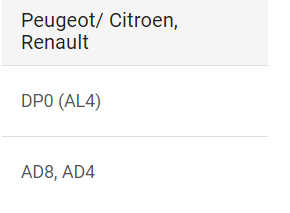 Peugeot/ Citroen,
Renault
DP0 (AL4)
AD8, AD4